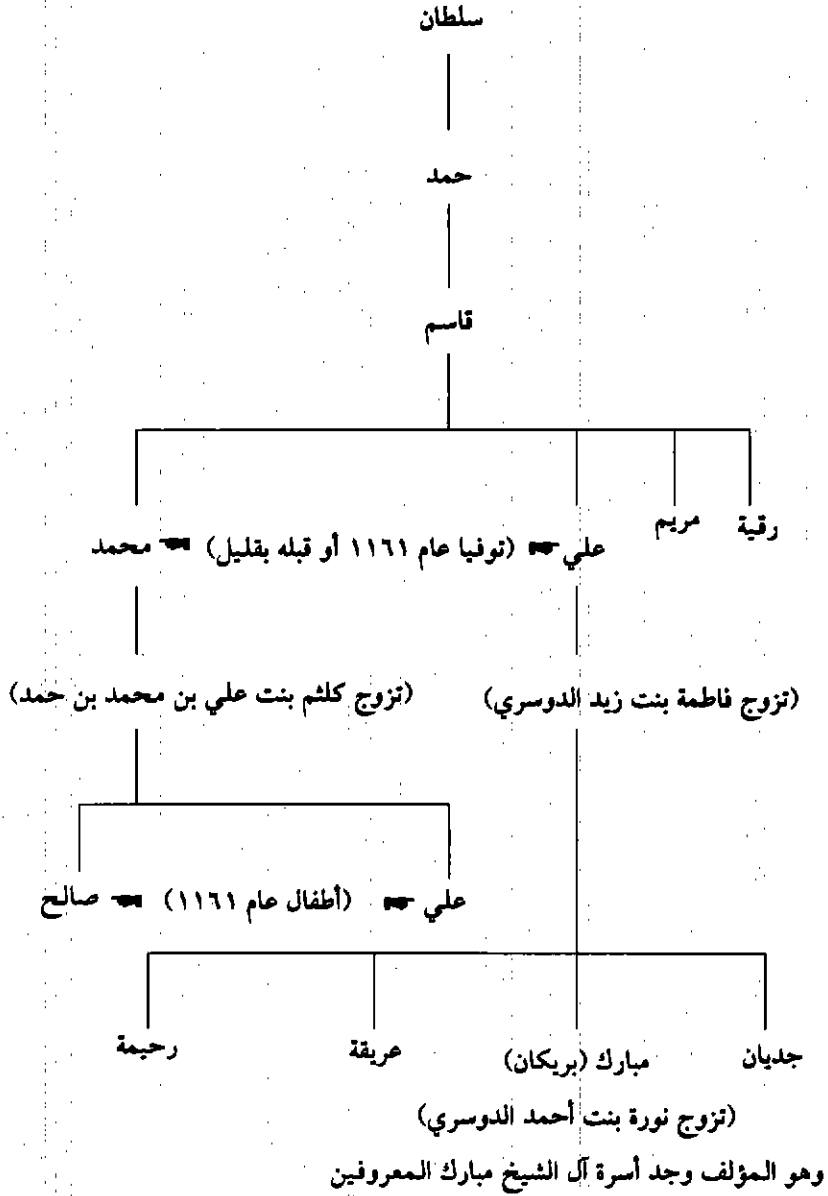 سلطان
حمد
قاسم
رقية
مريم
علي (توفيا عام ١١٦١ أو قبله بقليل) محمد
(تزوج فاطمة بنت زيد الدوسري)
(تزوج كلثم بنت علي بن محمد بن حمد)
علي (أطفال عام ١١٦١) صالح
جديان
مبارك (بريكان)
عريقة
رحيمة
(تزوج نورة بنت أحمد الدوسري)
وهو المؤلف وجد أسرة آل الشيخ مبارك المعروفين